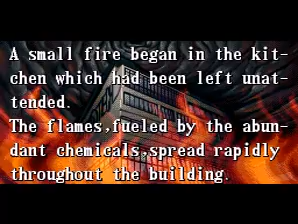 A small fire began in the kit-
chen which had been left unat-
tended.
The flames,fueled by the abun-
dant chemicals,spread rapidly
throughout the building.